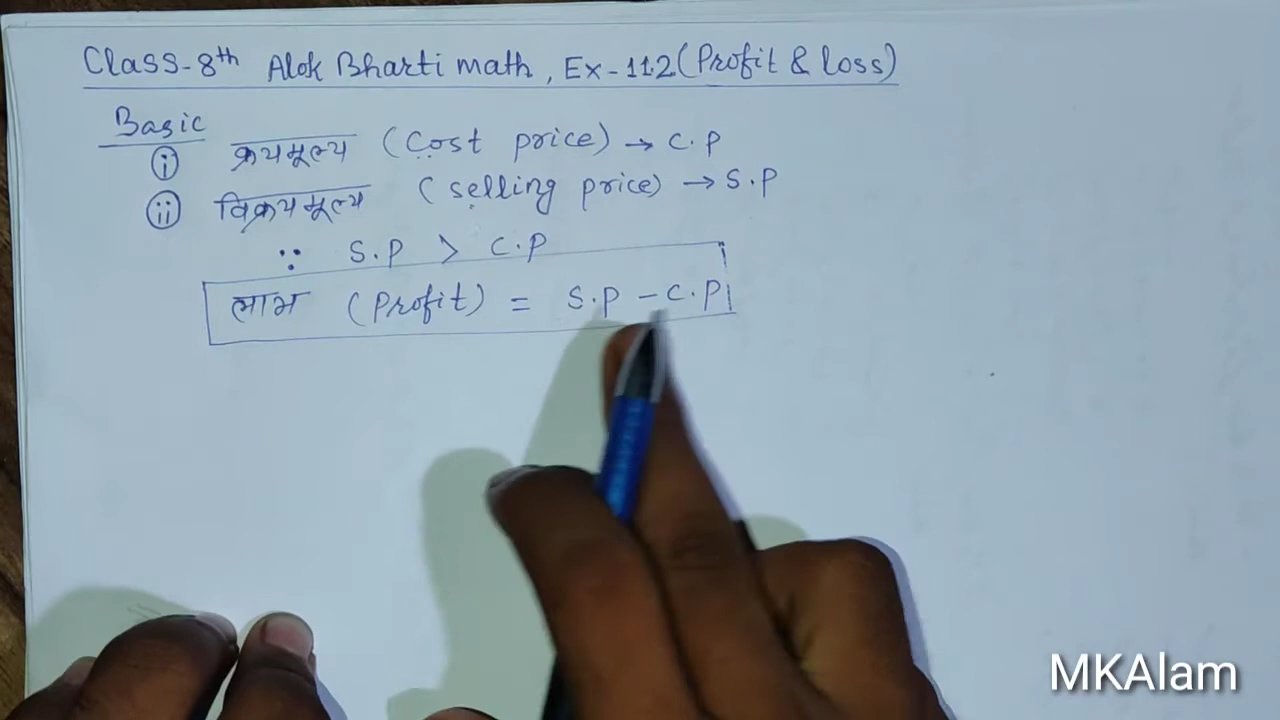 Class-8th Alok Bharti math, Ex-11.2 (Profit & loss)
Basic
(i) क्रयमूल्य (Cost price) → C.P
(ii) विक्रयमूल्य (selling price) → S.P
∵ S.P > C.P
लाभ (Profit) = S.P - C.P
MKAlam